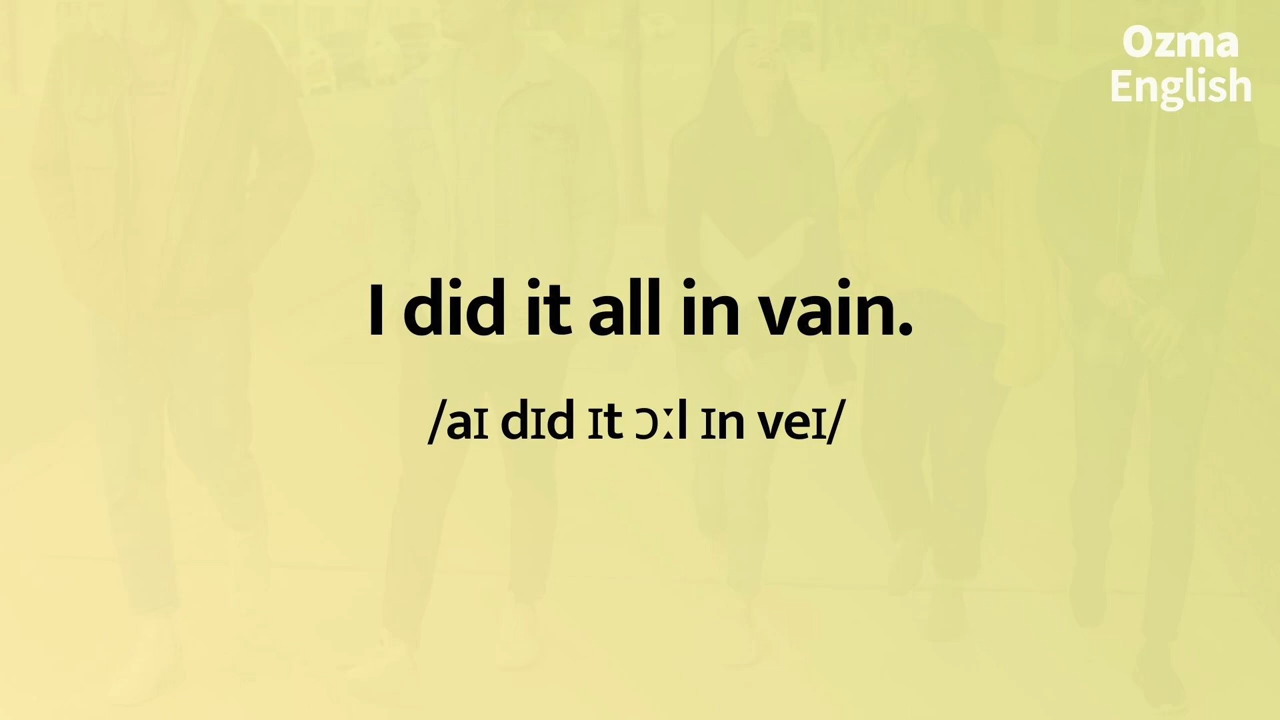 Ozma
English
I did it all in vain.
/aɪ dɪd ɪt ɔːl ɪn veɪ/